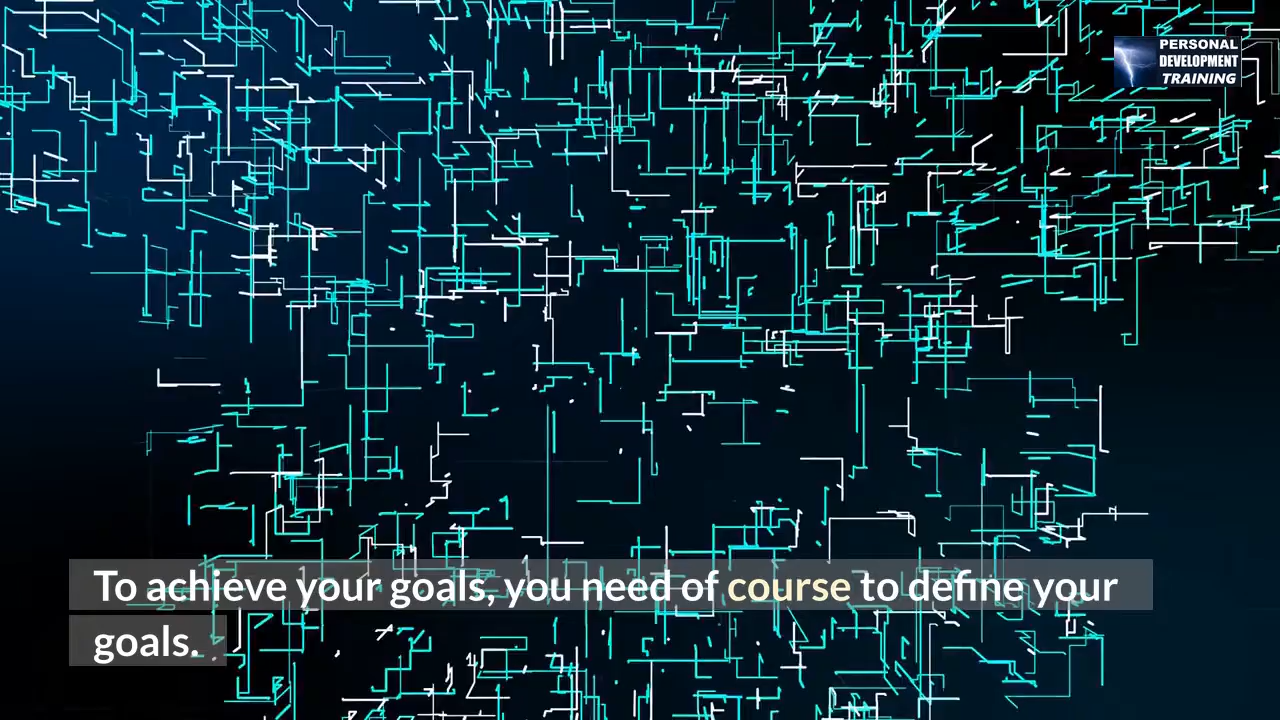 PERSONAL
DEVELOPMENT
TRAINING
To achieve your goals, you need of course to define your
goals.